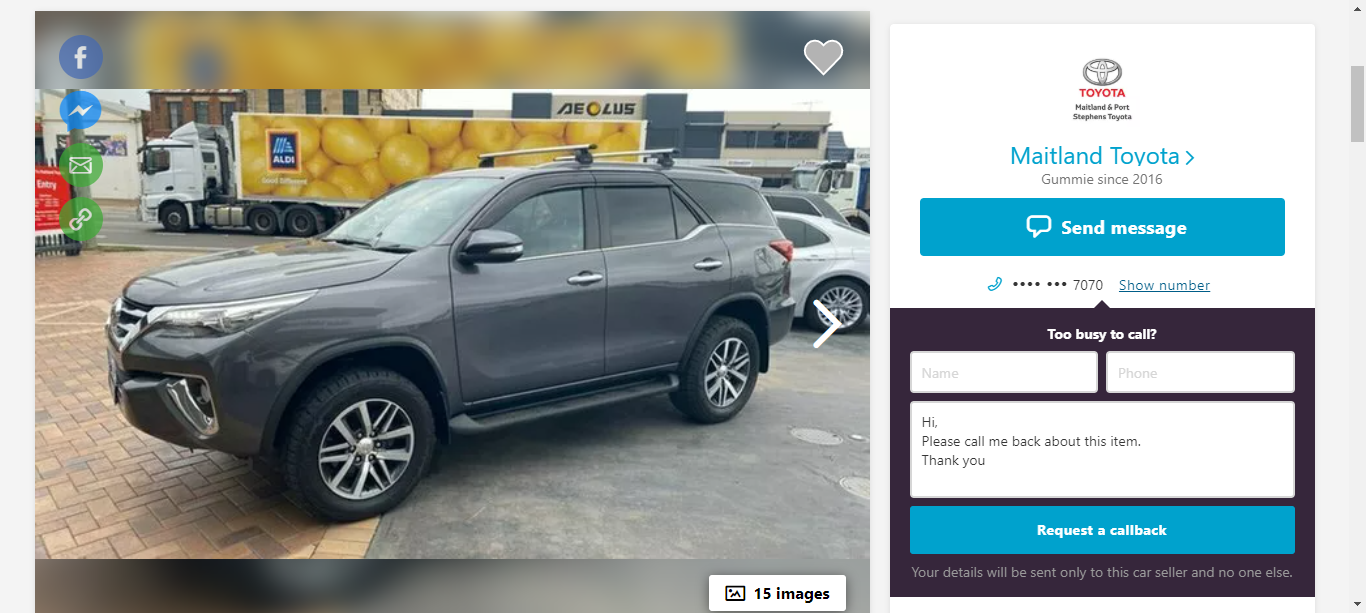 AEOLUS
ALDI
Good Different
Entry
15 images
TOYOTA
Maitland & Port
Stephens Toyota
Maitland Toyota
Gummie since 2016
Send message
•••• ••• 7070 Show number
Too busy to call?
Name
Phone
Hi,
Please call me back about this item.
Thank you
Request a callback
Your details will be sent only to this car seller and no one else.